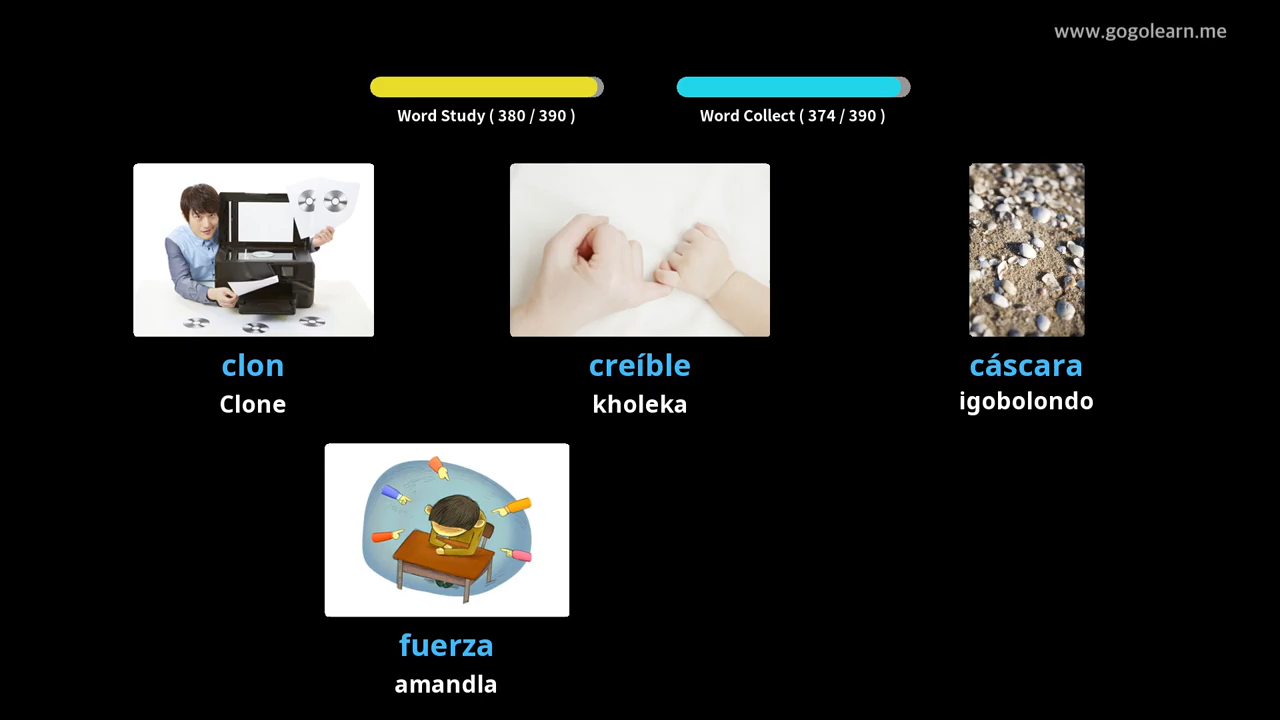 www.gogolearn.me
Word Study ( 380 / 390 )
Word Collect ( 374 / 390 )
clon
Clone
creíble
kholeka
cáscara
igobolondo
fuerza
amandla